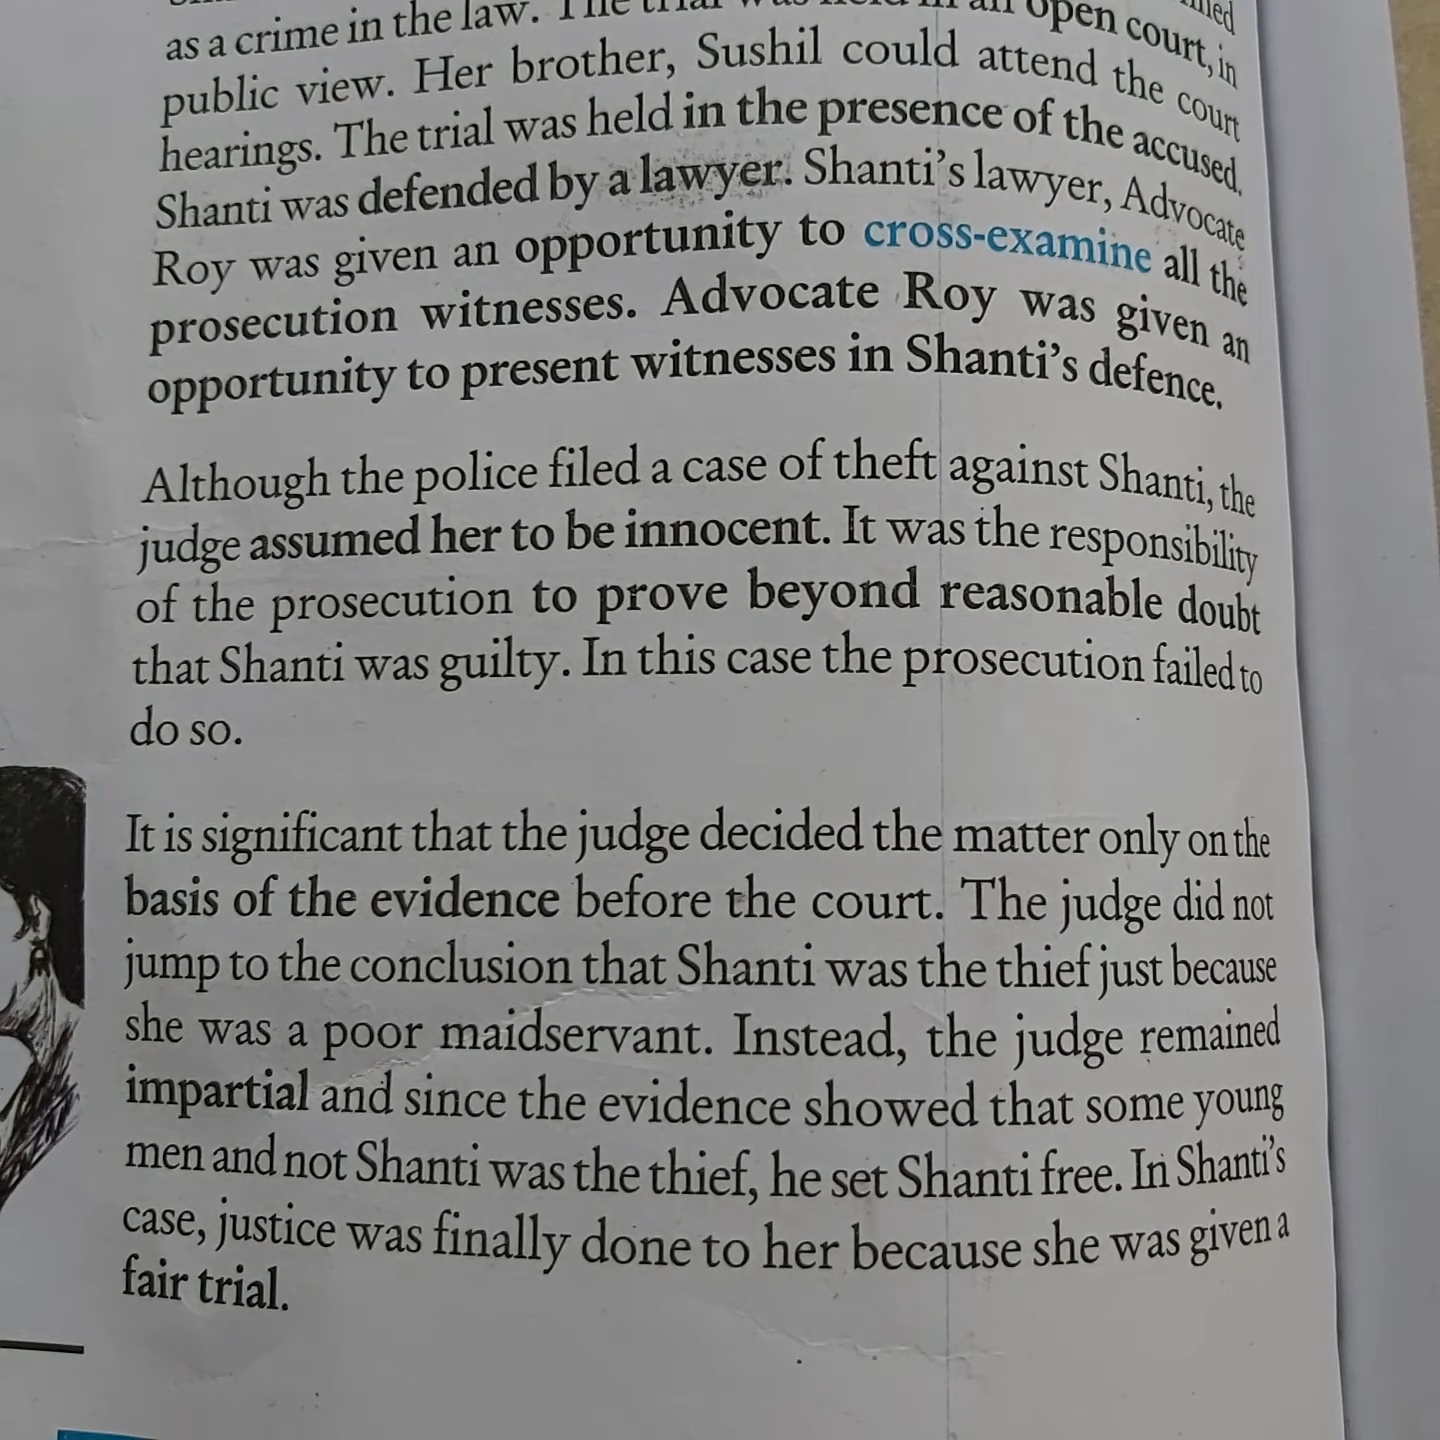 as a crime in the law. The trial was held in an open court, in
public view. Her brother, Sushil could attend the court
hearings. The trial was held in the presence of the accused.
Shanti was defended by a lawyer. Shanti's lawyer, Advocate
Roy was given an opportunity to cross-examine all the
prosecution witnesses. Advocate Roy was given an
opportunity to present witnesses in Shanti's defence.
Although the police filed a case of theft against Shanti, the
judge assumed her to be innocent. It was the responsibility
of the prosecution to prove beyond reasonable doubt
that Shanti was guilty. In this case the prosecution failed to
do so.
It is significant that the judge decided the matter only on the
basis of the evidence before the court. The judge did not
jump to the conclusion that Shanti was the thief just because
she was a poor maidservant. Instead, the judge remained
impartial and since the evidence showed that some young
men and not Shanti was the thief, he set Shanti free. In Shanti's
case, justice was finally done to her because she was given a
fair trial.